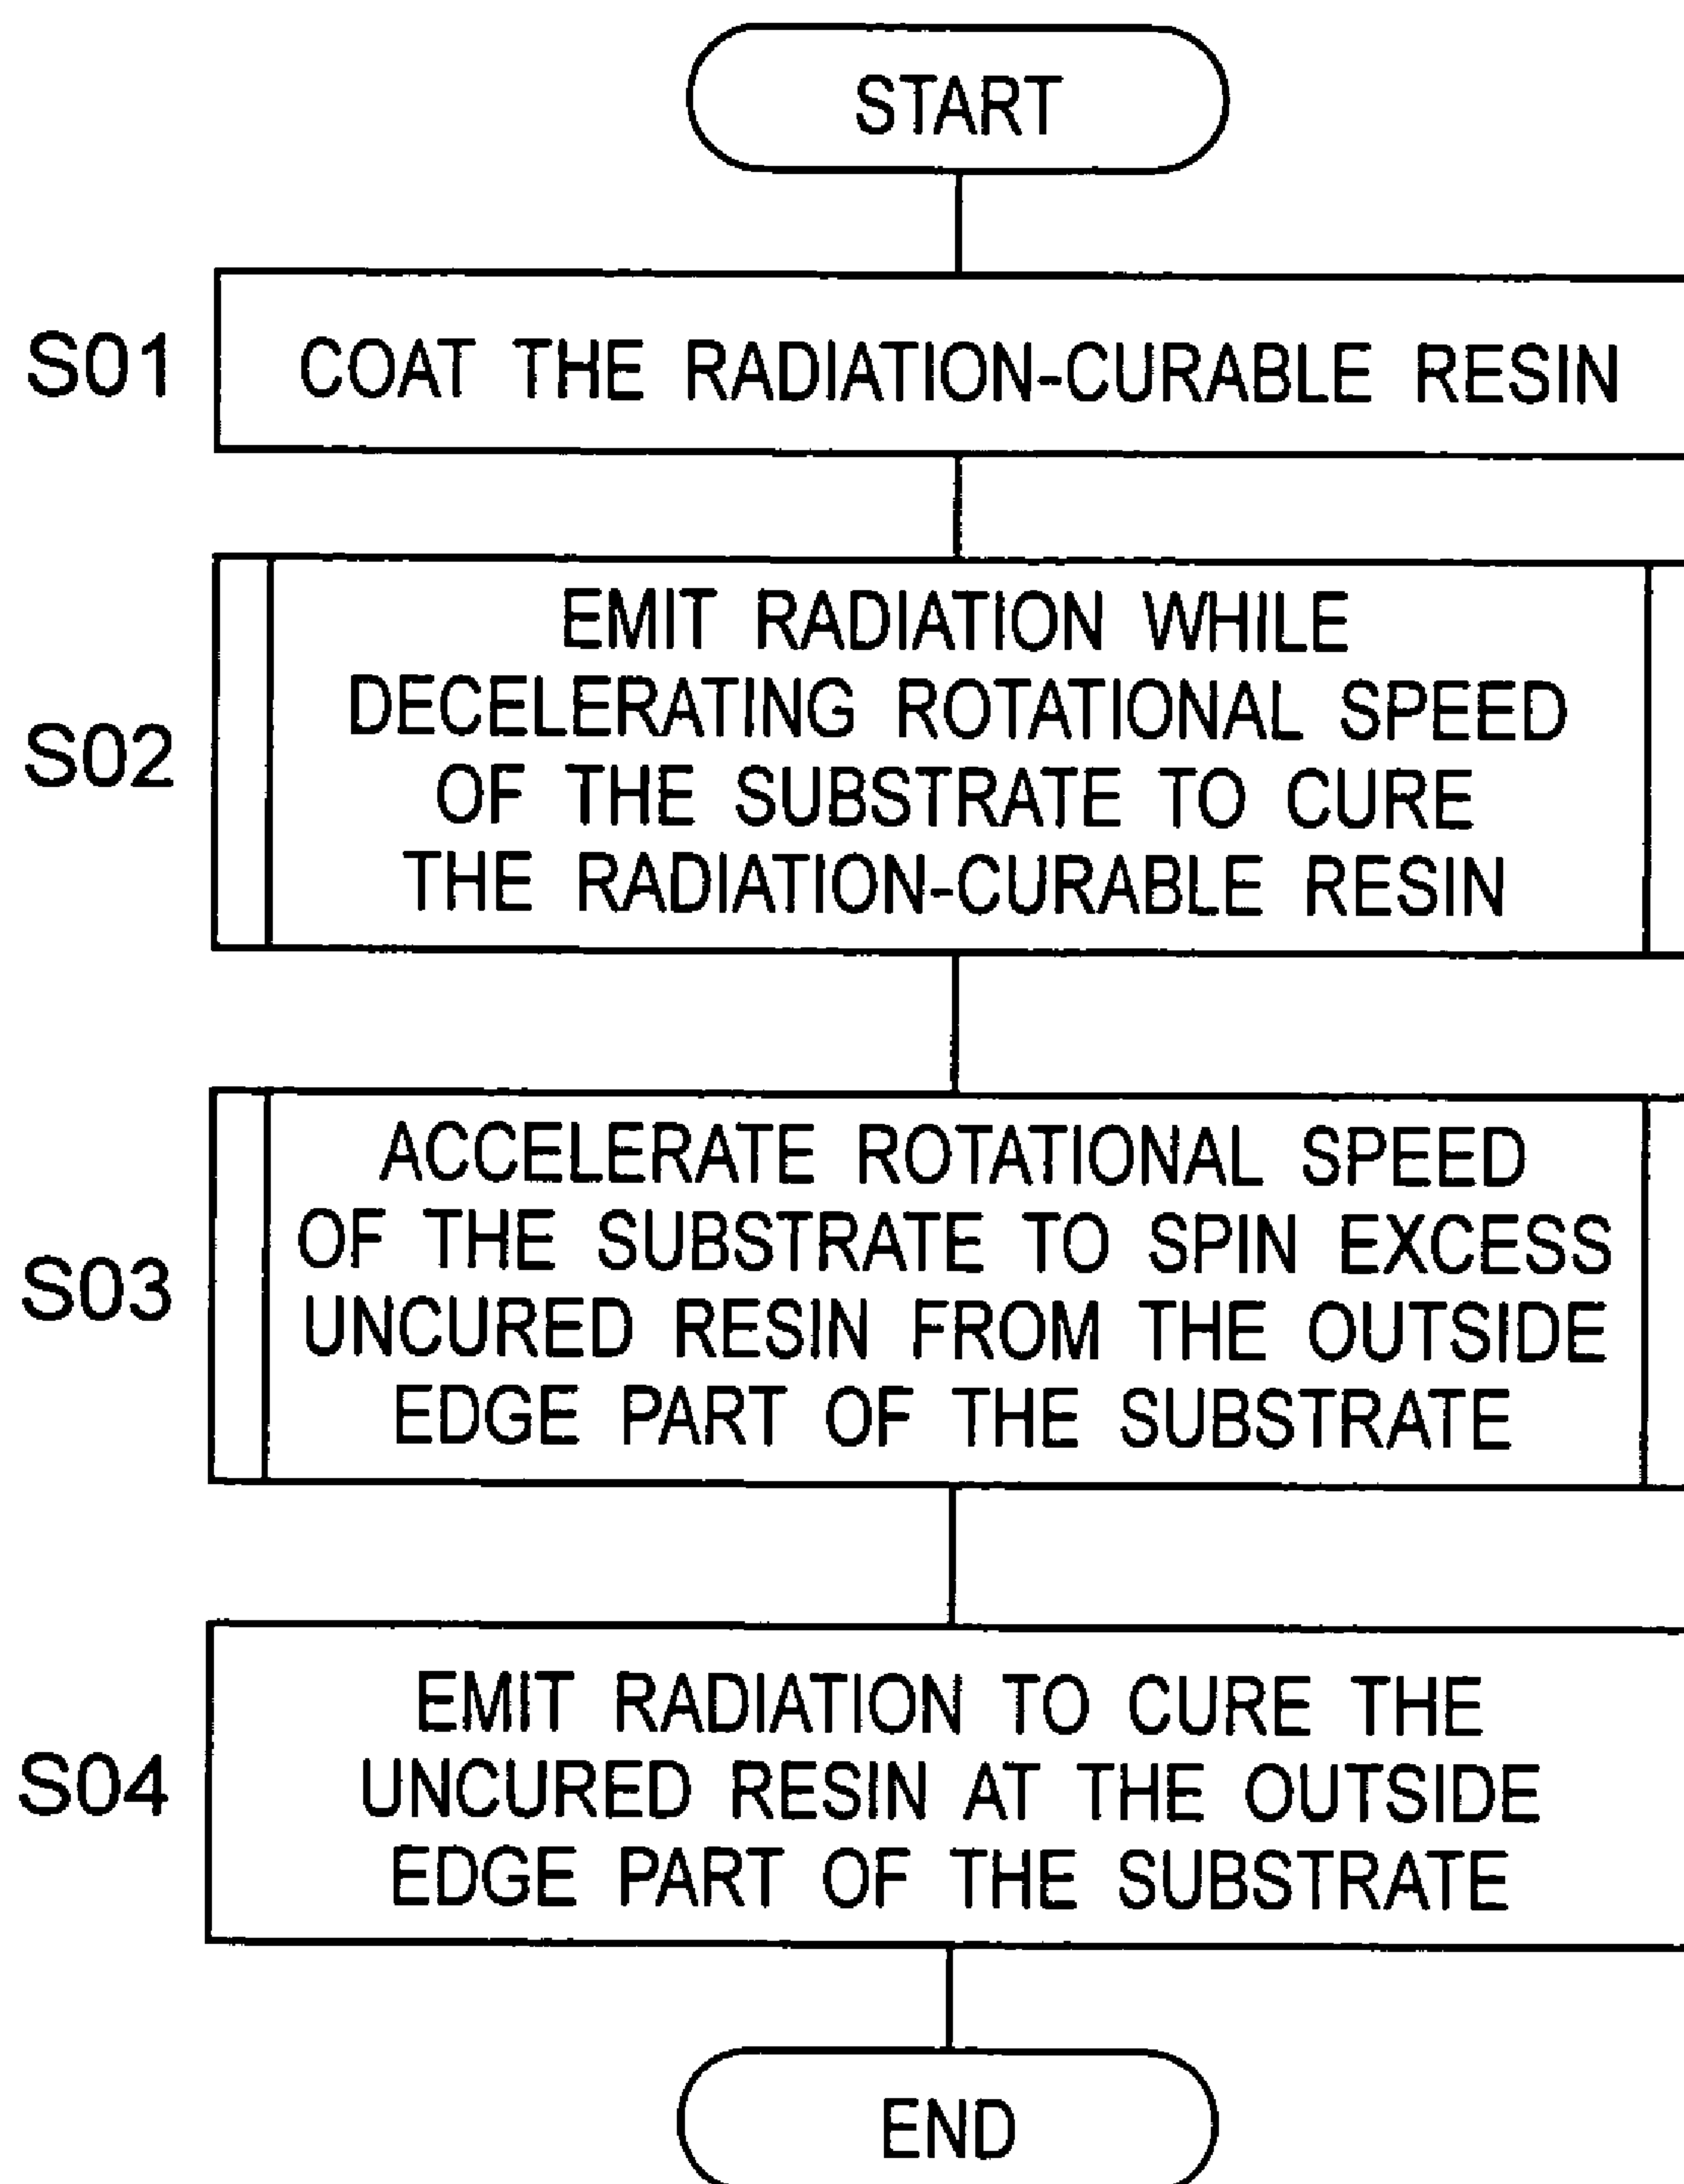 START
S01
COAT THE RADIATION-CURABLE RESIN
S02
EMIT RADIATION WHILE
DECELERATING ROTATIONAL SPEED
OF THE SUBSTRATE TO CURE
THE RADIATION-CURABLE RESIN
S03
ACCELERATE ROTATIONAL SPEED
OF THE SUBSTRATE TO SPIN EXCESS
UNCURED RESIN FROM THE OUTSIDE
EDGE PART OF THE SUBSTRATE
S04
EMIT RADIATION TO CURE THE
UNCURED RESIN AT THE OUTSIDE
EDGE PART OF THE SUBSTRATE
END